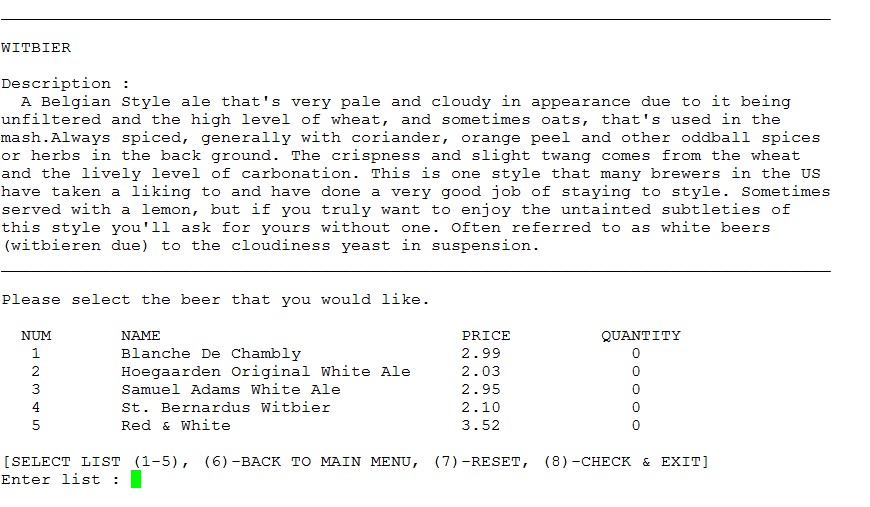 WITBIER
Description :
A Belgian Style ale that's very pale and cloudy in appearance due to it being
unfiltered and the high level of wheat, and sometimes oats, that's used in the
mash.Always spiced, generally with coriander, orange peel and other oddball spices
or herbs in the back ground. The crispness and slight twang comes from the wheat
and the lively level of carbonation. This is one style that many brewers in the US
have taken a liking to and have done a very good job of staying to style. Sometimes
served with a lemon, but if you truly want to enjoy the untainted subtleties of
this style you'll ask for yours without one. Often referred to as white beers
(witbieren due) to the cloudiness yeast in suspension.
Please select the beer that you would like.
NUM NAME PRICE QUANTITY
1 Blanche De Chambly 2.99 0
2 Hoegaarden Original White Ale 2.03 0
3 Samuel Adams White Ale 2.95 0
4 St. Bernardus Witbier 2.10 0
5 Red & White 3.52 0
[SELECT LIST (1-5), (6)-BACK TO MAIN MENU, (7)-RESET, (8)-CHECK & EXIT]
Enter list :